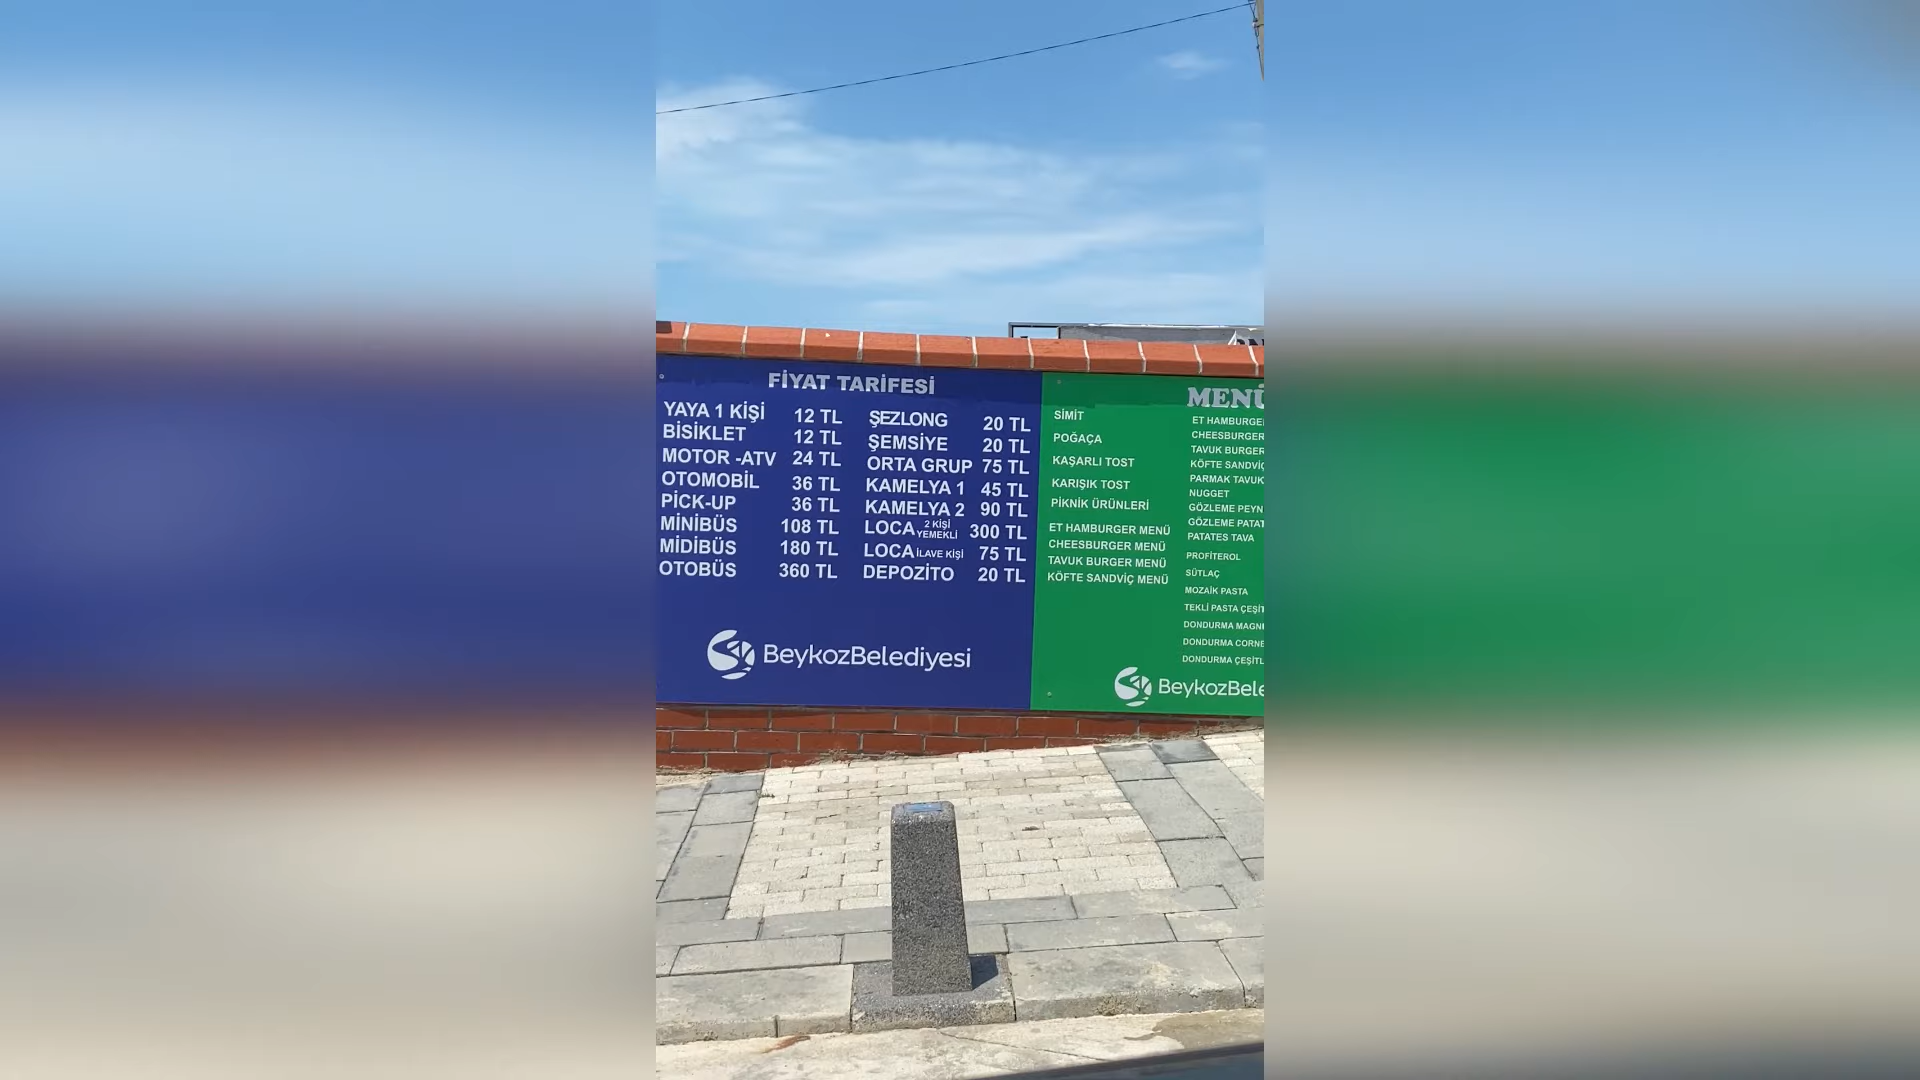 FİYAT TARİFESİ
YAYA 1 KİŞİ 12 TL
BİSİKLET 12 TL
MOTOR -ATV 24 TL
OTOMOBİL 36 TL
PİCK-UP 36 TL
MİNİBÜS 108 TL
MİDİBÜS 180 TL
OTOBÜS 360 TL
ŞEZLONG 20 TL
ŞEMSİYE 20 TL
ORTA GRUP 75 TL
KAMELYA 1 45 TL
KAMELYA 2 90 TL
LOCA 2 KİŞİ YEMEKLİ 300 TL
LOCA İLAVE KİŞİ 75 TL
DEPOZİTO 20 TL
BeykozBelediyesi
MENÜ
SİMİT
POĞAÇA
KAŞARLI TOST
KARIŞIK TOST
PİKNİK ÜRÜNLERİ
ET HAMBURGER MENÜ
CHEESBURGER MENÜ
TAVUK BURGER MENÜ
KÖFTE SANDVİÇ MENÜ
ET HAMBURGE
CHEESBURGER
TAVUK BURGER
KÖFTE SANDVİÇ
PARMAK TAVUK
NUGGET
GÖZLEME PEYN
GÖZLEME PATAT
PATATES TAVA
PROFİTEROL
SÜTLAÇ
MOZAİK PASTA
TEKLİ PASTA ÇEŞİT
DONDURMA MAGN
DONDURMA CORNE
DONDURMA ÇEŞİTL
BeykozBele